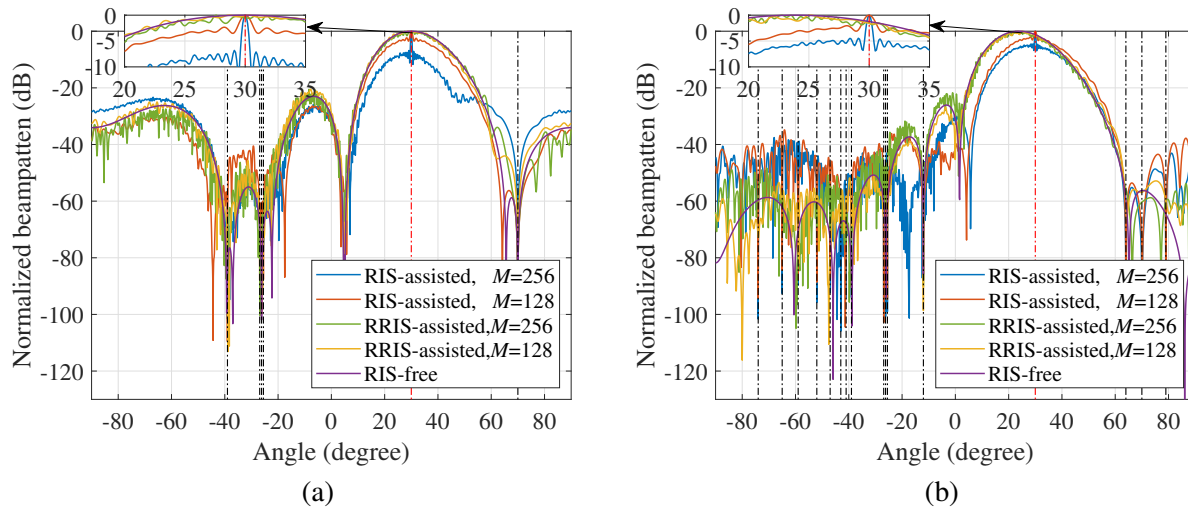 0
-5
-10
20 25 30 35
0
-20
-40
-60
-80
-100
-120
Normalized beampatten (dB)
RIS-assisted, M=256
RIS-assisted, M=128
RRIS-assisted,M=256
RRIS-assisted,M=128
RIS-free
-80 -60 -40 -20 0 20 40 60 80
Angle (degree)
(a)
0
-5
-10
20 25 30 35
0
-20
-40
-60
-80
-100
-120
Normalized beampatten (dB)
RIS-assisted, M=256
RIS-assisted, M=128
RRIS-assisted,M=256
RRIS-assisted,M=128
RIS-free
-80 -60 -40 -20 0 20 40 60 80
Angle (degree)
(b)